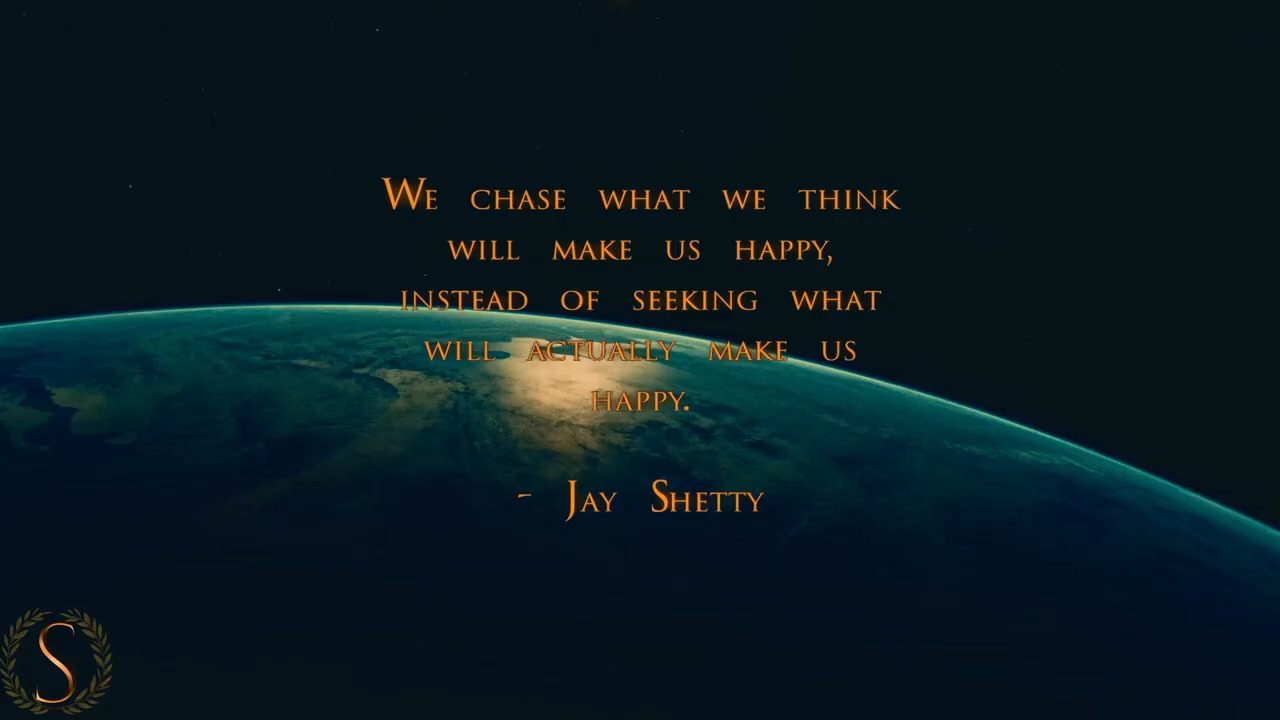 We chase what we think
will make us happy,
instead of seeking what
will actually make us
happy.
- Jay Shetty
S